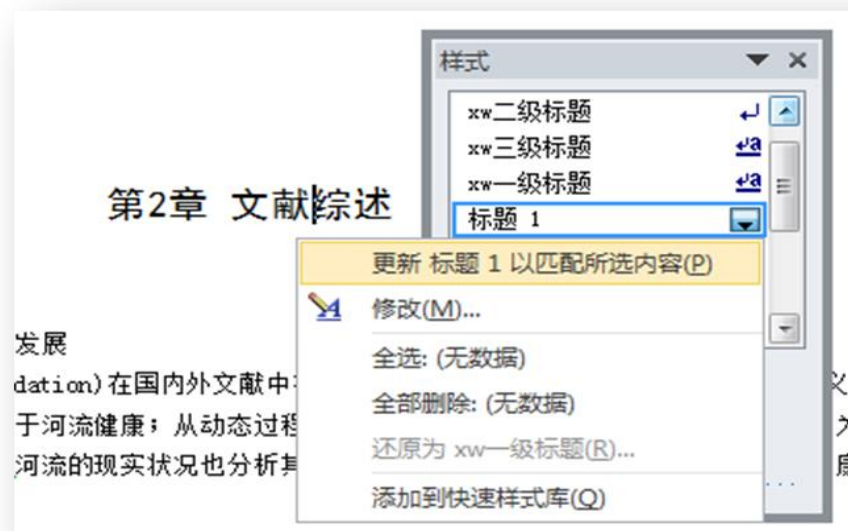 样式
xw二级标题
xw三级标题
xw一级标题
标题 1
第2章 文献综述
更新 标题 1 以匹配所选内容(P)
修改(M)...
全选: (无数据)
全部删除: (无数据)
还原为 xw一级标题(R)...
添加到快速样式库(Q)
发展
dation)在国内外文献中
于河流健康；从动态过程
河流的现实状况也分析其